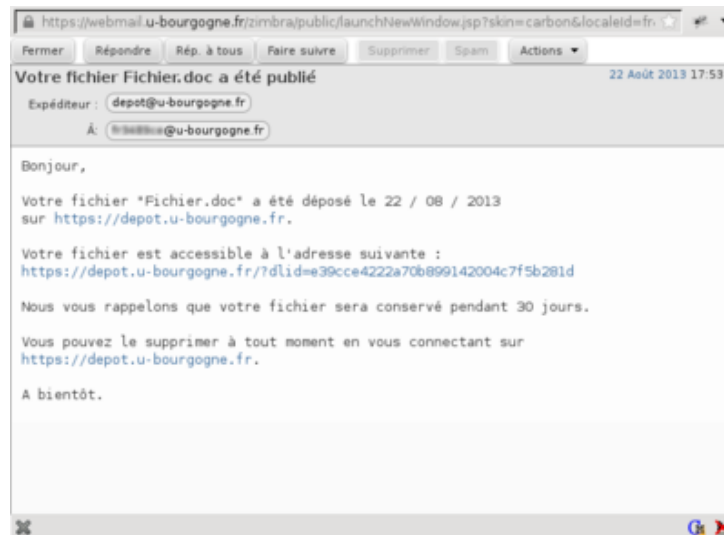 https://webmail.u-bourgogne.fr/zimbra/public/launchNewWindow.jsp?skin=carbon&localeId=fr
Fermer Répondre Rép. à tous Faire suivre Supprimer Spam Actions
Votre fichier Fichier.doc a été publié 22 Août 2013 17:53
Expéditeur : depot@u-bourgogne.fr
À: @u-bourgogne.fr
Bonjour,
Votre fichier "Fichier.doc" a été déposé le 22 / 08 / 2013
sur https://depot.u-bourgogne.fr.
Votre fichier est accessible à l'adresse suivante :
https://depot.u-bourgogne.fr/?dlid=e39cce4222a70b899142004c7f5b281d
Nous vous rappelons que votre fichier sera conservé pendant 30 jours.
Vous pouvez le supprimer à tout moment en vous connectant sur
https://depot.u-bourgogne.fr.
A bientôt.